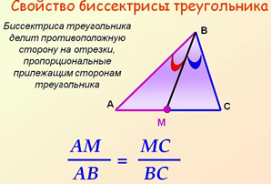 Свойство биссектрисы треугольника
Биссектриса треугольника
делит противоположную
сторону на отрезки,
пропорциональные
прилежащим сторонам
треугольника
B
A
M
C
AM MC
=
AB BC